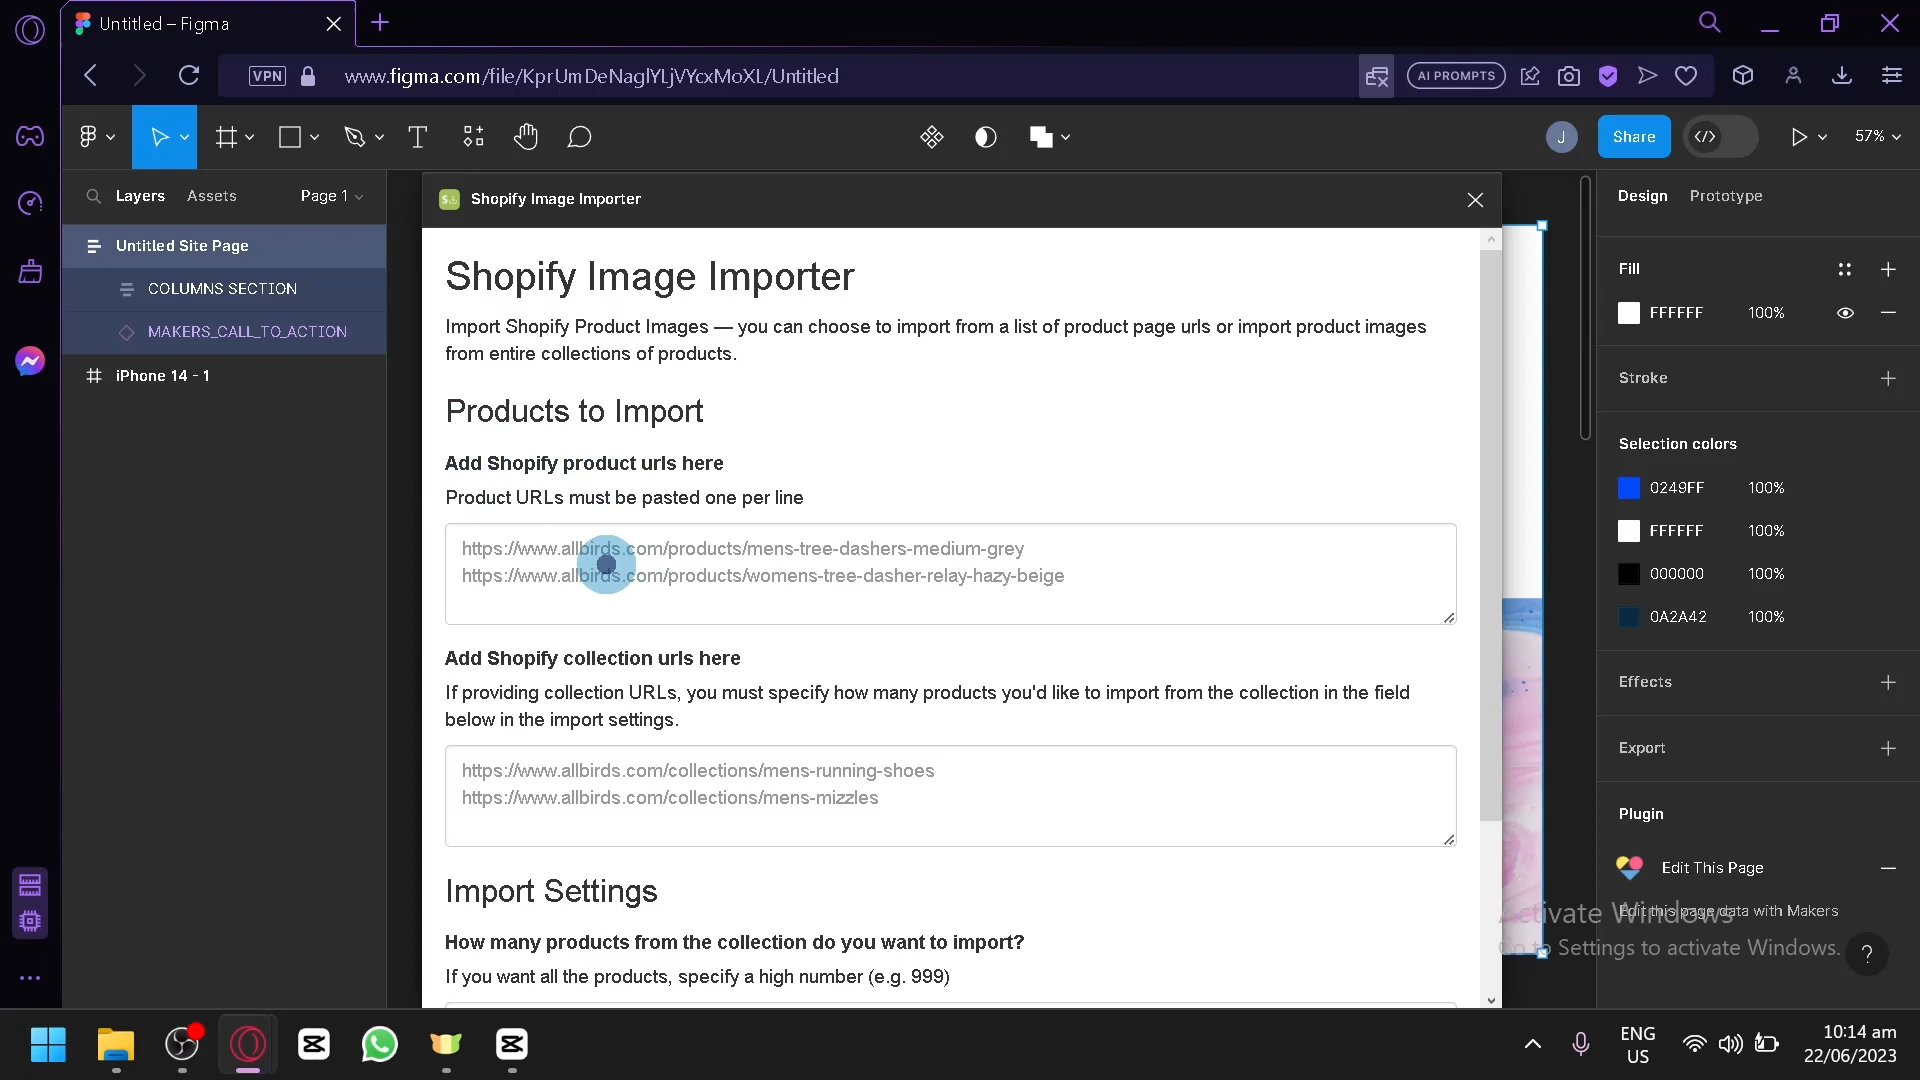 Untitled – Figma
VPN
www.figma.com/file/KprUmDeNaglYLjVYcxMoXL/Untitled
AI PROMPTS
J
Share
57%
Layers
Assets
Page 1
Untitled Site Page
COLUMNS SECTION
MAKERS_CALL_TO_ACTION
iPhone 14 - 1
Shopify Image Importer
Shopify Image Importer
Import Shopify Product Images — you can choose to import from a list of product page urls or import product images
from entire collections of products.
Products to Import
Add Shopify product urls here
Product URLs must be pasted one per line
https://www.allbirds.com/products/mens-tree-dashers-medium-grey
https://www.allbirds.com/products/womens-tree-dasher-relay-hazy-beige
Add Shopify collection urls here
If providing collection URLs, you must specify how many products you'd like to import from the collection in the field
below in the import settings.
https://www.allbirds.com/collections/mens-running-shoes
https://www.allbirds.com/collections/mens-mizzles
Import Settings
How many products from the collection do you want to import?
If you want all the products, specify a high number (e.g. 999)
Design
Prototype
Fill
FFFFFF 100%
Stroke
Selection colors
0249FF 100%
FFFFFF 100%
000000 100%
0A2A42 100%
Effects
Export
Plugin
Edit This Page
Edit this page data with Makers
Activate Windows
Go to Settings to activate Windows.
?
ENG
US
10:14 am
22/06/2023